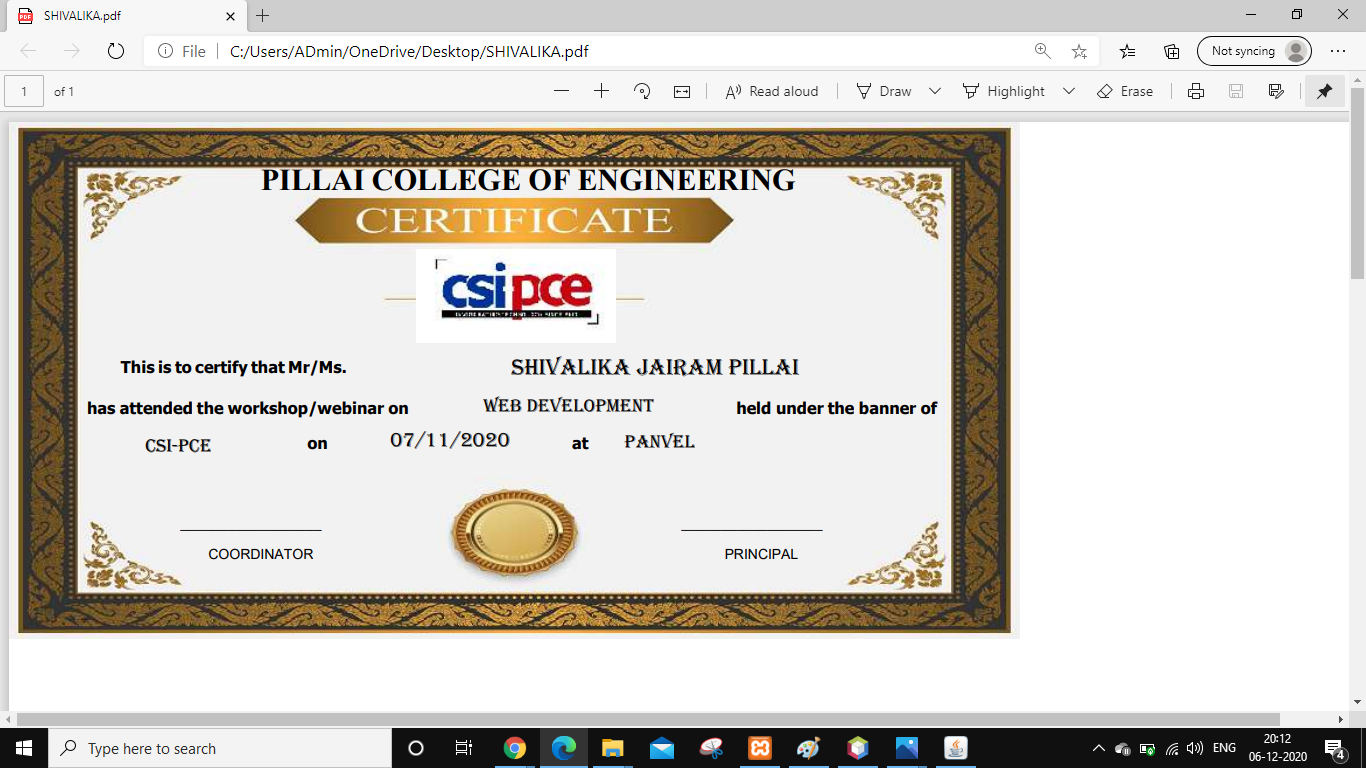 SHIVALIKA.pdf
File C:/Users/ADmin/OneDrive/Desktop/SHIVALIKA.pdf Not syncing
1 of 1 Read aloud Draw Highlight Erase
PILLAI COLLEGE OF ENGINEERING
CERTIFICATE
csipce
This is to certify that Mr/Ms. SHIVALIKA JAIRAM PILLAI
has attended the workshop/webinar on WEB DEVELOPMENT held under the banner of
CSI-PCE on 07/11/2020 at PANVEL
COORDINATOR PRINCIPAL
Type here to search ENG 20:12
06-12-2020 4